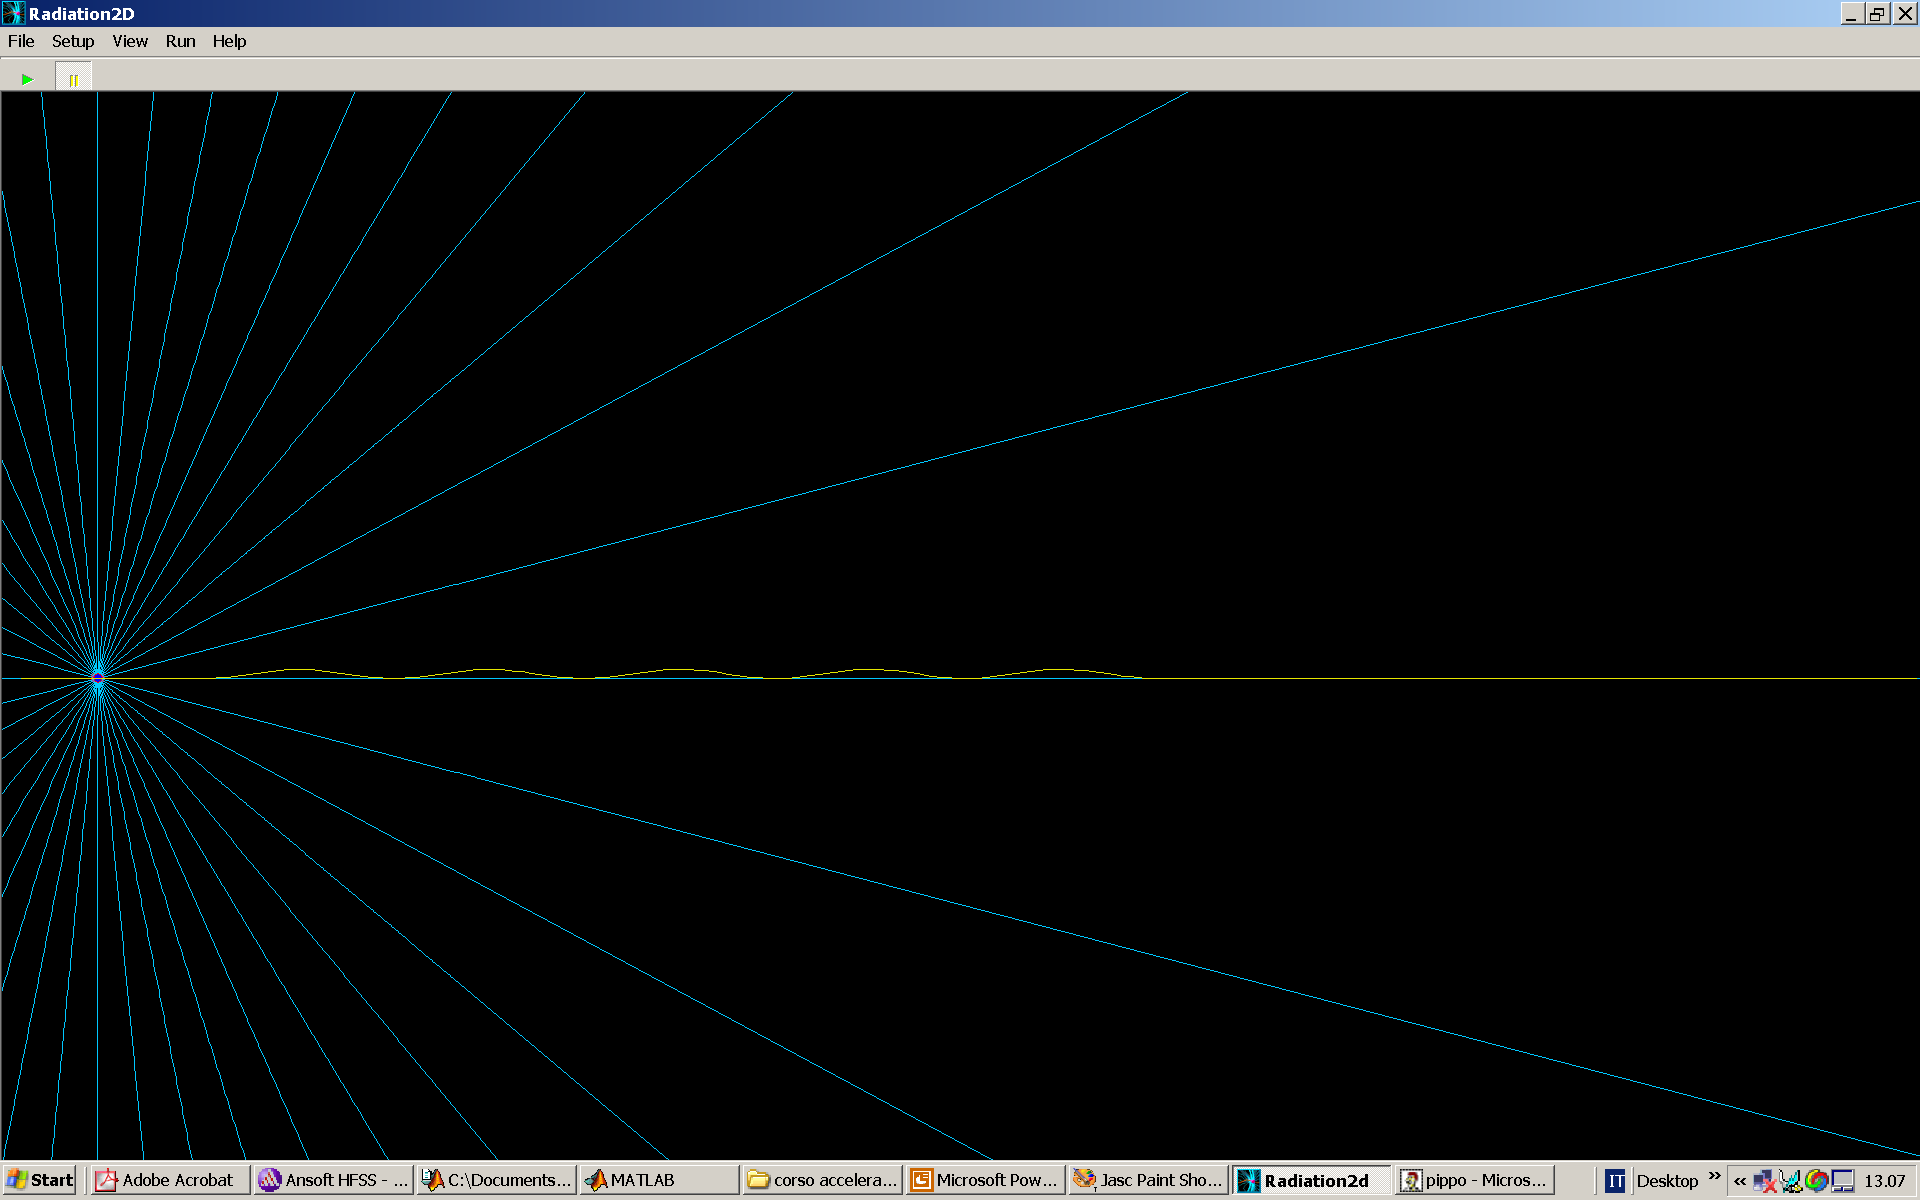 Radiation2D
File Setup View Run Help
Start Adobe Acrobat Ansoft HFSS - ... C:\Documents... MATLAB corso accelera... Microsoft Pow... Jasc Paint Sho... Radiation2d pippo - Micros... IT Desktop » « 13.07